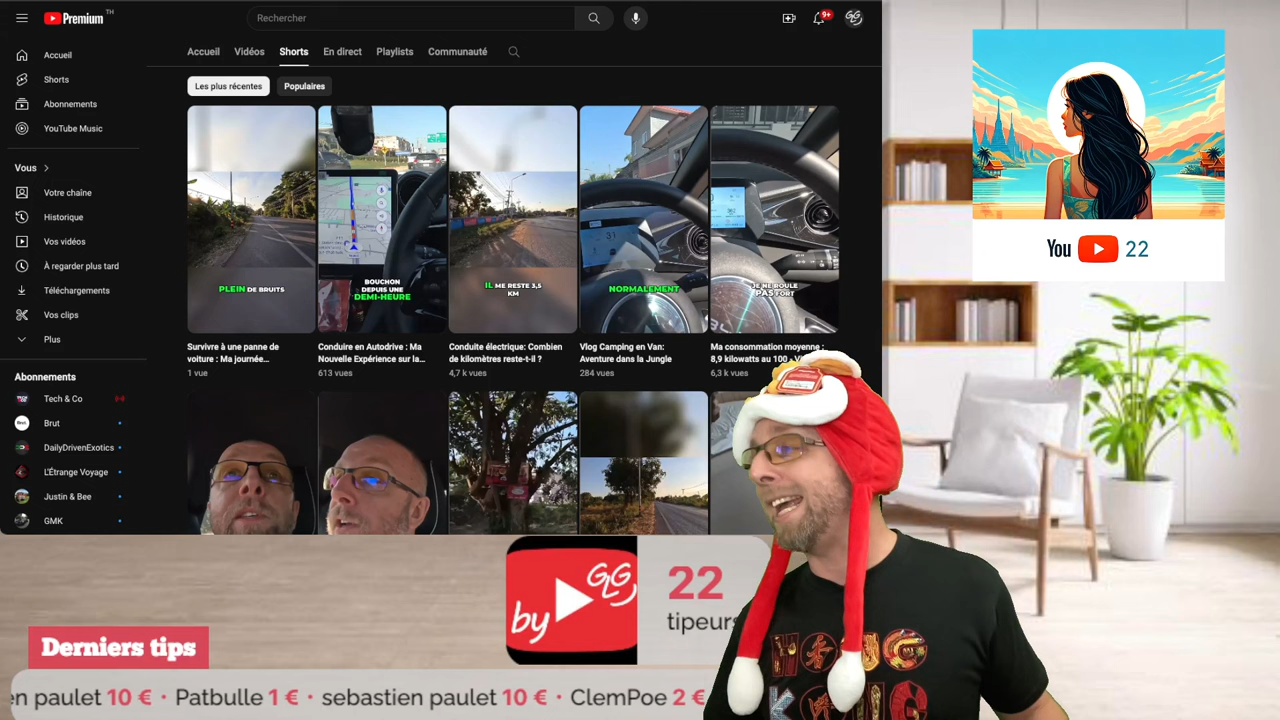 Premium TH
Rechercher
9+
Accueil
Shorts
Abonnements
YouTube Music
Vous
Votre chaîne
Historique
Vos vidéos
À regarder plus tard
Téléchargements
Vos clips
Plus
Abonnements
Tech & Co
Brut
DailyDrivenExotics
L'Étrange Voyage
Justin & Bee
GMK
Accueil Vidéos Shorts En direct Playlists Communauté
Les plus récentes Populaires
PLEIN DE BRUITS
BOUCHON
DEPUIS UNE
DEMI-HEURE
IL ME RESTE 3,5
KM
NORMALEMENT
JE NE ROULE
PAS FORT
Survivre à une panne de
voiture : Ma journée...
1 vue
Conduire en Autodrive : Ma
Nouvelle Expérience sur la...
613 vues
Conduite électrique: Combien
de kilomètres reste-t-il ?
4,7 k vues
Vlog Camping en Van:
Aventure dans la Jungle
284 vues
Ma consommation moyenne :
8,9 kilowatts au 100 -
6,3 k vues
You 22
by GLG
22
tipeurs
Derniers tips
en paulet 10 € · Patbulle 1 € · sebastien paulet 10 € · ClemPoe 2 €
HONG
KONG